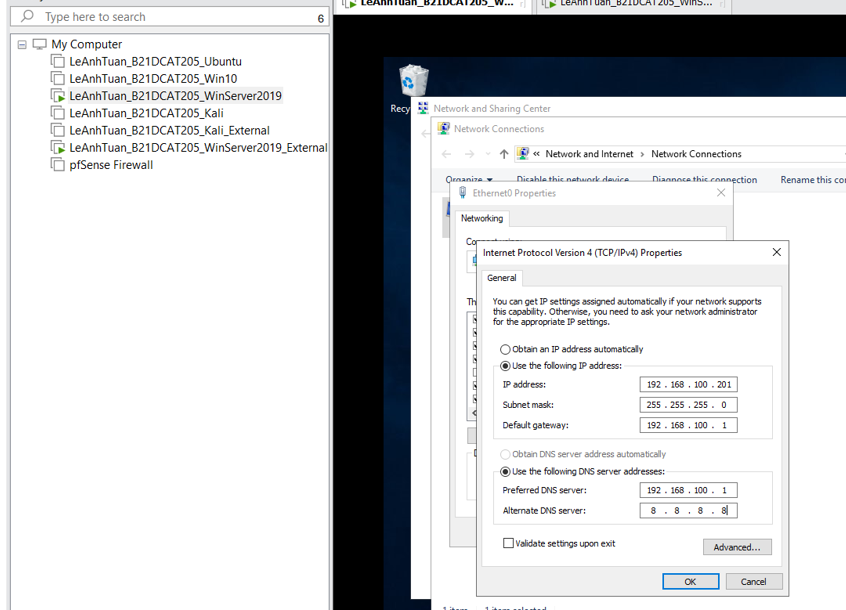 LeAnhTuan_B21DCAT205_W...
LeAnhTuan_B21DCAT205_WinS...
Type here to search
6
My Computer
LeAnhTuan_B21DCAT205_Ubuntu
LeAnhTuan_B21DCAT205_Win10
LeAnhTuan_B21DCAT205_WinServer2019
LeAnhTuan_B21DCAT205_Kali
LeAnhTuan_B21DCAT205_Kali_External
LeAnhTuan_B21DCAT205_WinServer2019_External
pfSense Firewall
Recy
Network and Sharing Center
Network Connections
« Network and Internet › Network Connections
Organize Disable this network device Diagnose this connection Rename this co
Ethernet0 Properties
Networking
Internet Protocol Version 4 (TCP/IPv4) Properties
General
You can get IP settings assigned automatically if your network supports
this capability. Otherwise, you need to ask your network administrator
for the appropriate IP settings.
Obtain an IP address automatically
Use the following IP address:
IP address: 192 . 168 . 100 . 201
Subnet mask: 255 . 255 . 255 . 0
Default gateway: 192 . 168 . 100 . 1
Obtain DNS server address automatically
Use the following DNS server addresses:
Preferred DNS server: 192 . 168 . 100 . 1
Alternate DNS server: 8 . 8 . 8 . 8
Validate settings upon exit
Advanced...
OK Cancel
1 item 1 item selected